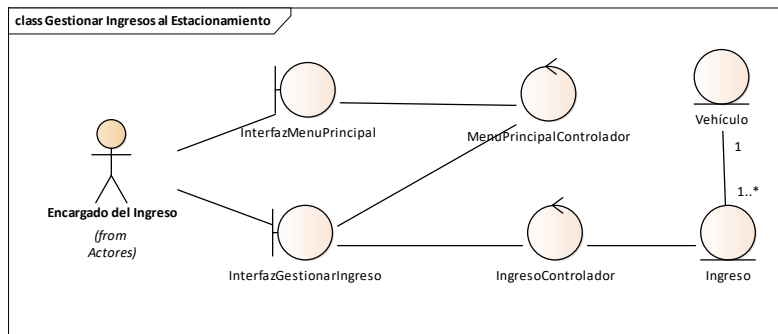 class Gestionar Ingresos al Estacionamiento
InterfazMenuPrincipal
MenuPrincipalControlador
Vehículo
1
1..*
Encargado del Ingreso
(from
Actores)
InterfazGestionarIngreso
IngresoControlador
Ingreso